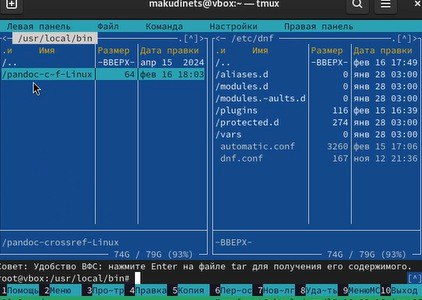 makudinets@vbox:~ — tmux
Левая панель Файл Команда Настройки Правая панель
/usr/local/bin .[^]> <- /etc/dnf .[^]>
.и Имя Размер Дата правки .и Имя Размер Дата правки
/.. -ВВЕРХ- апр 15 2024 /.. -ВВЕРХ- фев 16 17:49
/pandoc-c~f-Linux 64 фев 16 18:03 /aliases.d 0 янв 28 03:00
/modules.d 0 янв 28 03:00
/modules.~aults.d 0 янв 28 03:00
/plugins 116 фев 15 16:39
/protected.d 274 янв 28 03:00
/vars 0 янв 28 03:00
automatic.conf 3260 фев 15 17:06
dnf.conf 167 ноя 12 21:36
/pandoc-crossref-Linux -ВВЕРХ-
74G / 79G (93%) 74G / 79G (93%)
Совет: Удобство ВФС: нажмите Enter на файле tar для получения его содержимого.
root@vbox:/usr/local/bin# [^]
1Помощь 2Меню 3Про~тр 4Правка 5Копия 6Пер~ос 7Нов~лг 8Уда~ть 9МенюMC 10Выход